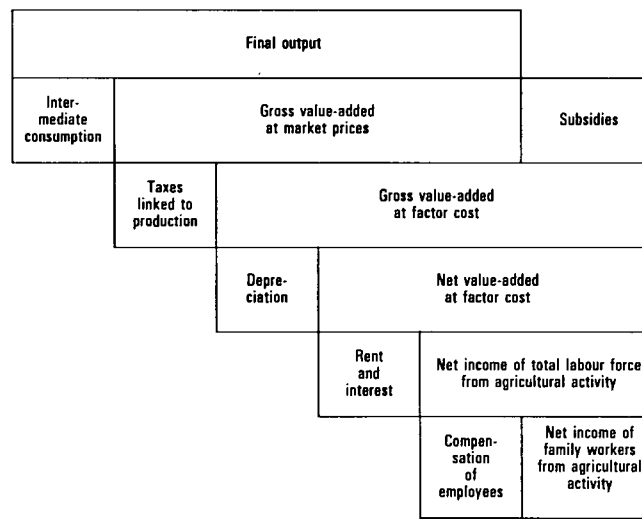 Final output
Inter-
mediate
consumption
Gross value-added
at market prices
Subsidies
Taxes
linked to
production
Gross value-added
at factor cost
Depre-
ciation
Net value-added
at factor cost
Rent
and
interest
Net income of total labour force
from agricultural activity
Compen-
sation
of
employees
Net income of
family workers
from agricultural
activity